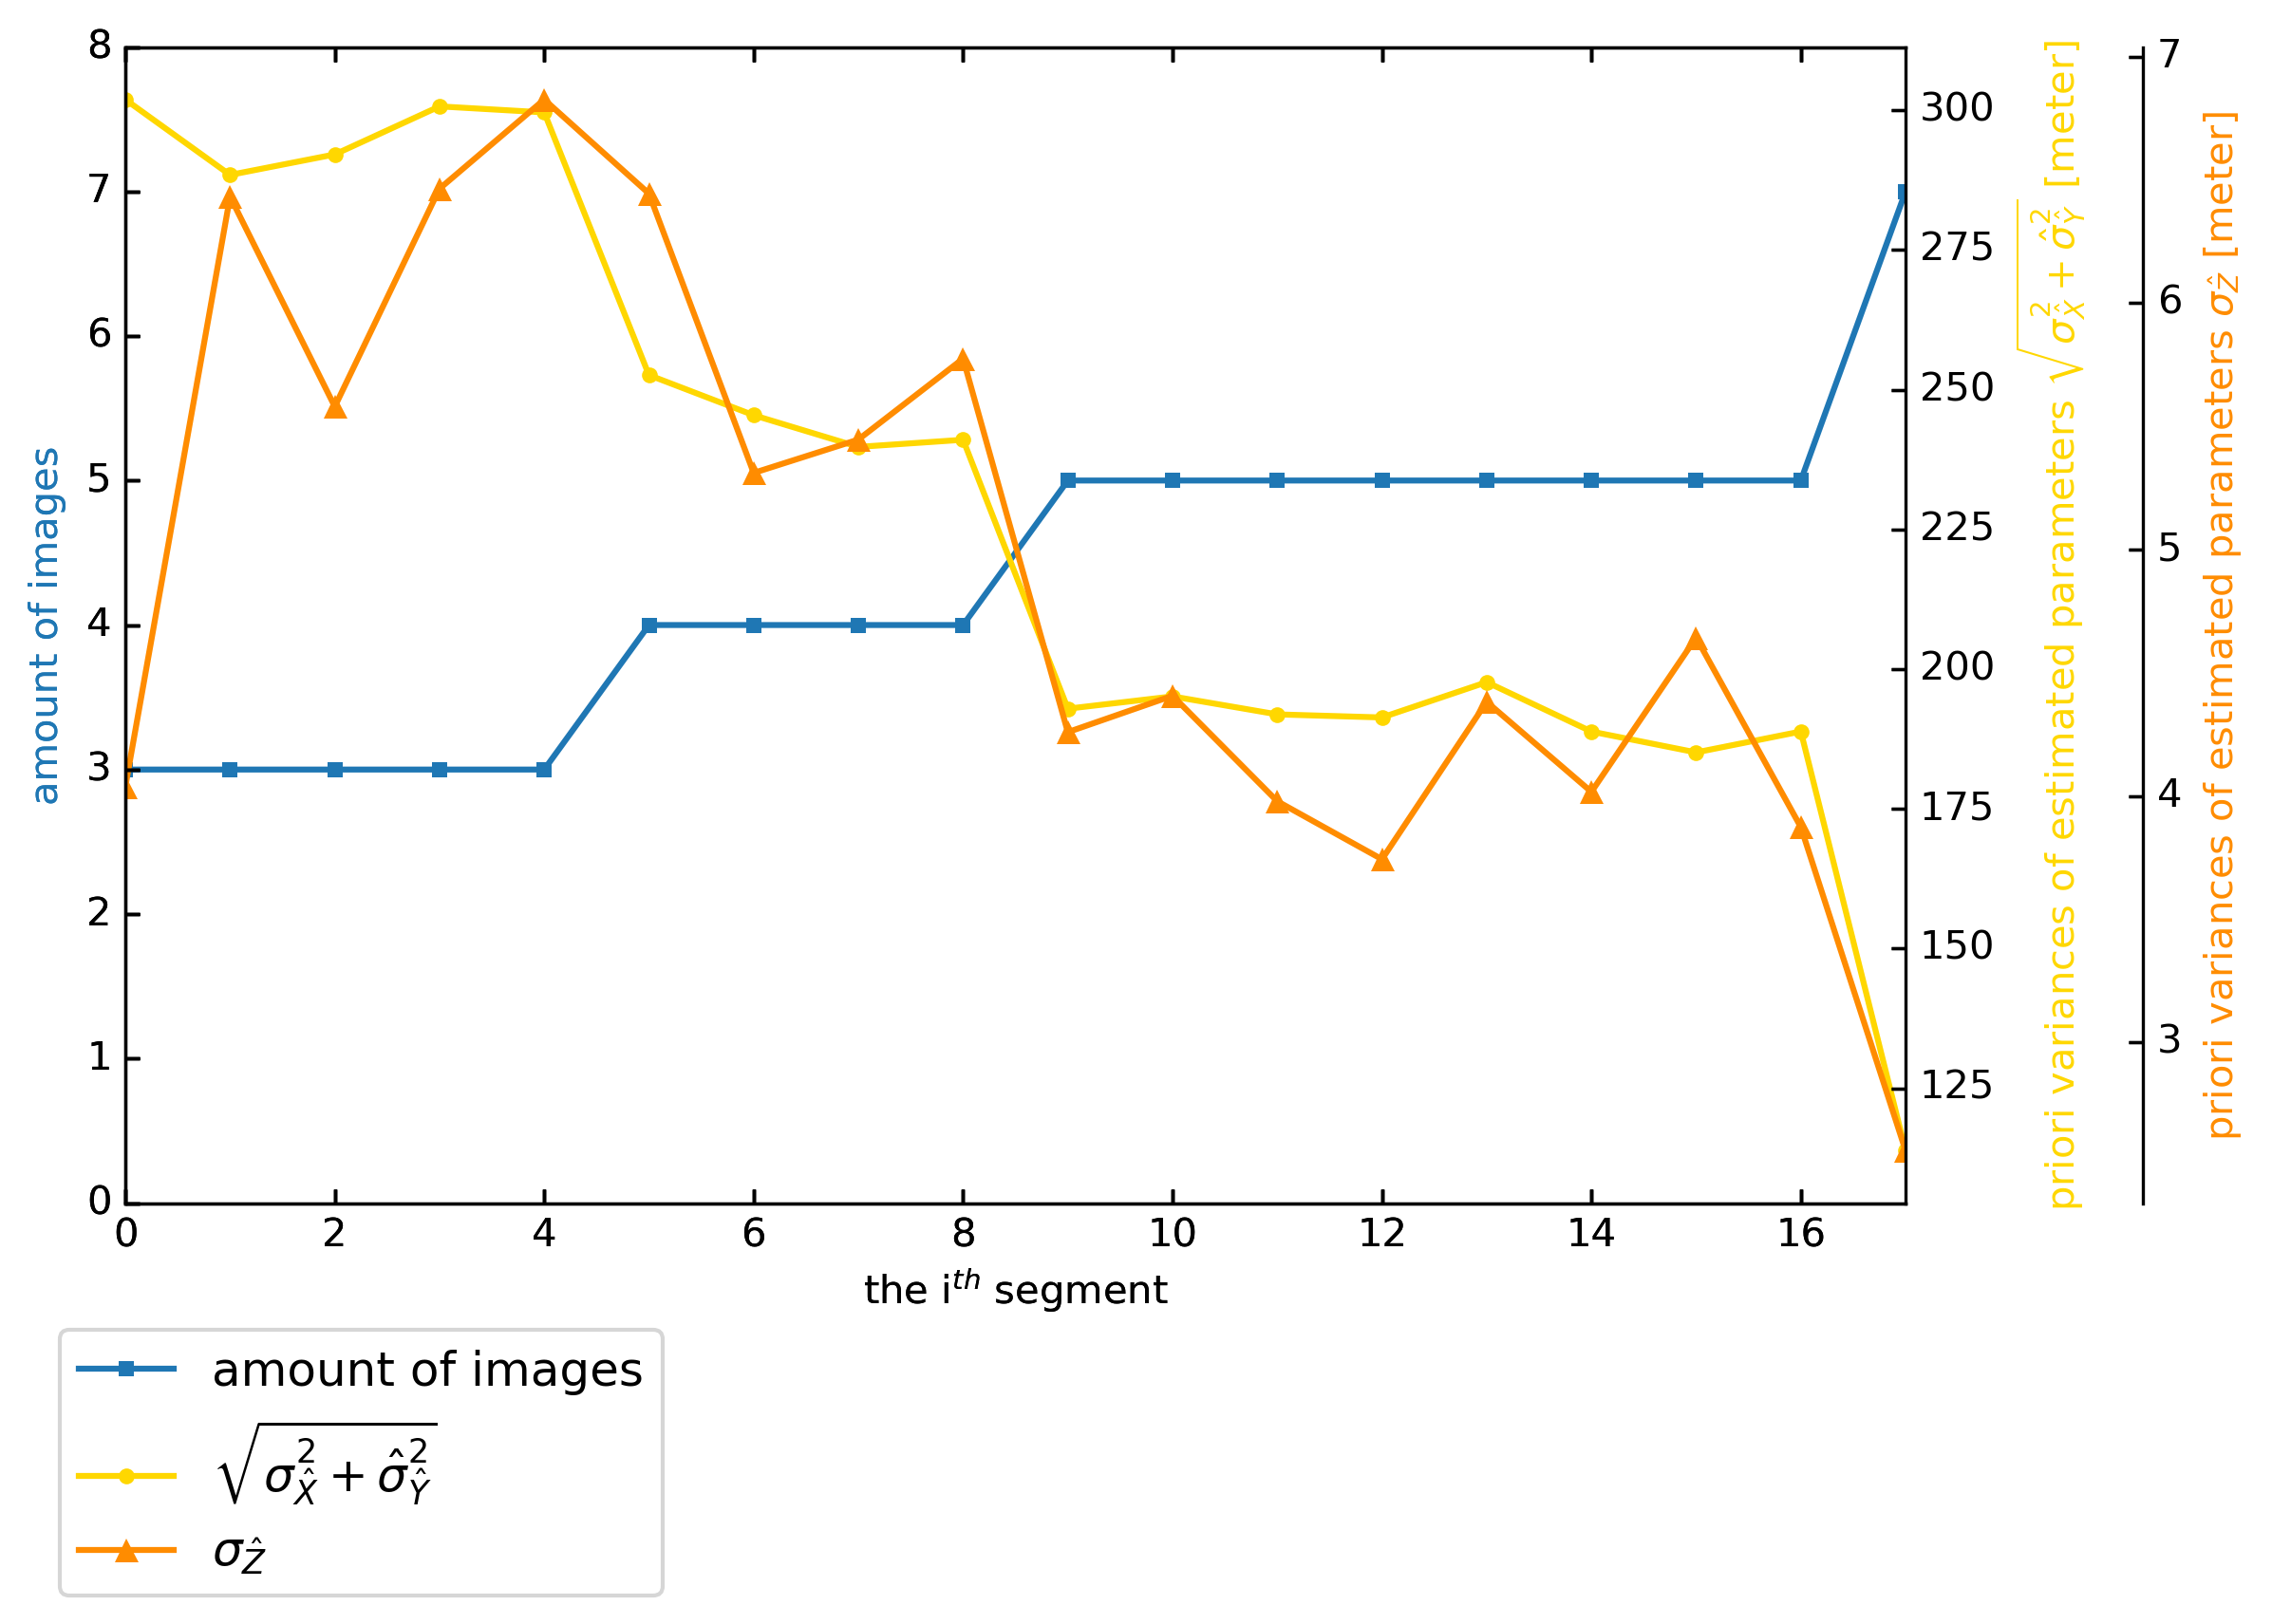 8
7
6
5
4
3
2
1
0
amount of images
0 2 4 6 8 10 12 14 16
the i^th segment
300
275
250
225
200
175
150
125
priori variances of estimated parameters √(σ_X̂² + σ̂_Ŷ²) [meter]
7
6
5
4
3
priori variances of estimated parameters σ_Ẑ [meter]
amount of images
√(σ_X̂² + σ̂_Ŷ²)
σ_Ẑ